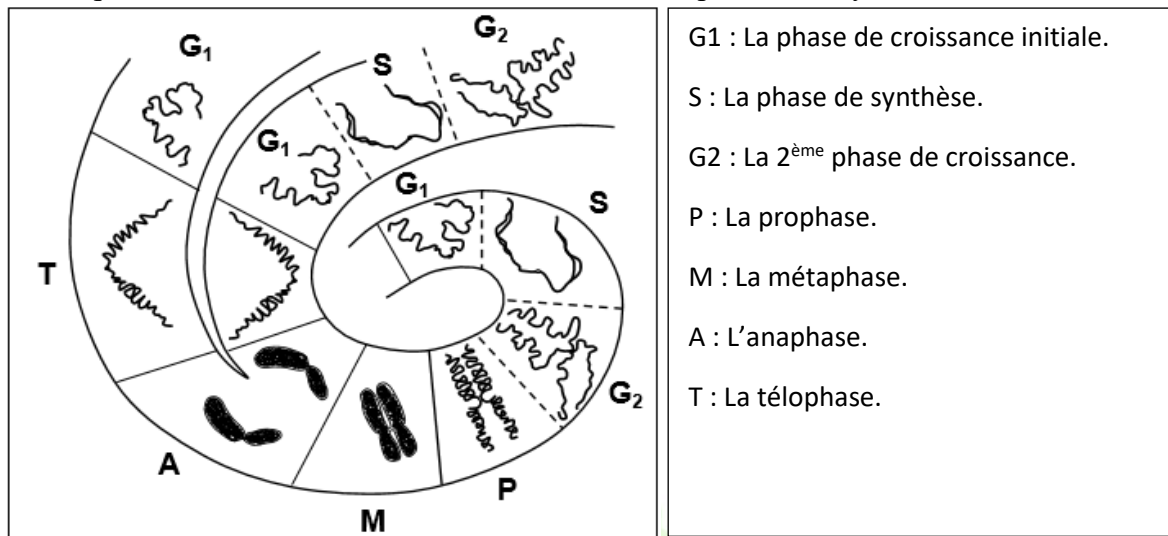 G₁
S
G₂
G₁
G₁
S
T
G₂
A
P
M
G1 : La phase de croissance initiale.
S : La phase de synthèse.
G2 : La 2ème phase de croissance.
P : La prophase.
M : La métaphase.
A : L’anaphase.
T : La télophase.